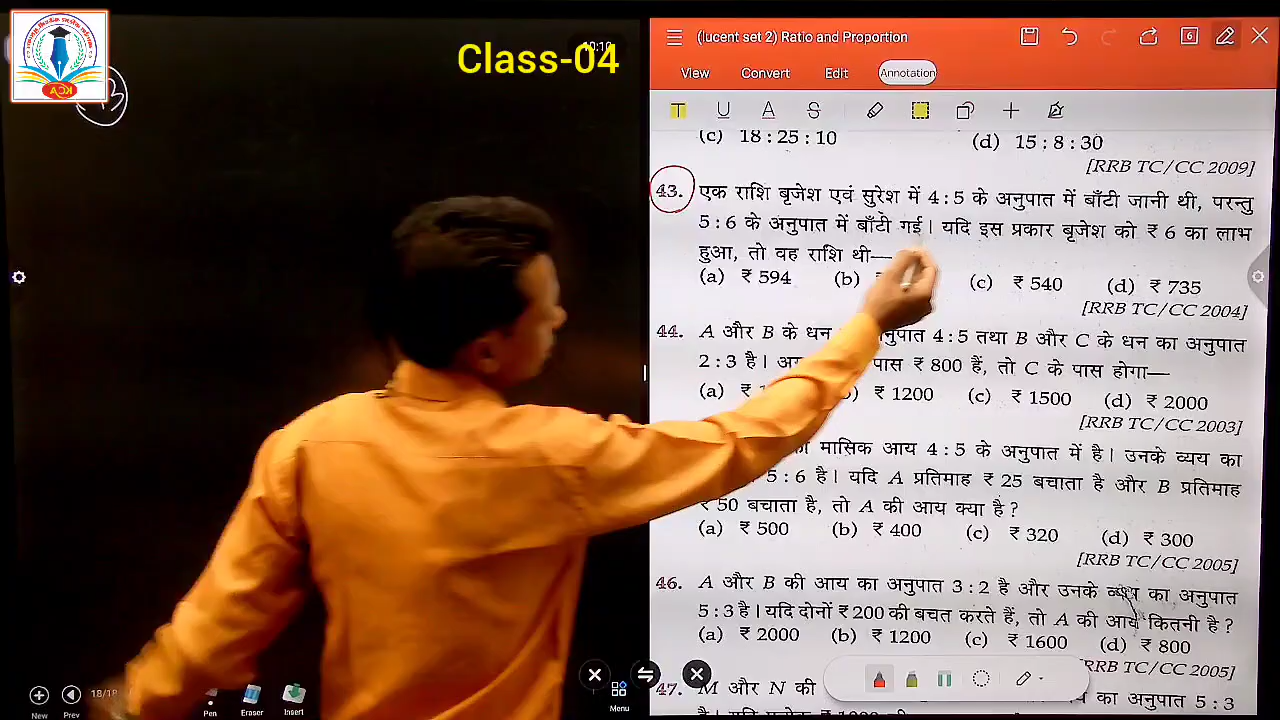 Class-04
10:10
43
KCA
(lucent set 2) Ratio and Proportion
View Convert Edit Annotation
(c) 18 : 25 : 10 (d) 15 : 8 : 30
[RRB TC/CC 2009]
43. एक राशि बृजेश एवं सुरेश में 4 : 5 के अनुपात में बाँटी जानी थी, परन्तु
5 : 6 के अनुपात में बाँटी गई। यदि इस प्रकार बृजेश को ₹ 6 का लाभ
हुआ, तो वह राशि थी—
(a) ₹ 594 (b) (c) ₹ 540 (d) ₹ 735
[RRB TC/CC 2004]
44. A और B के धन अनुपात 4 : 5 तथा B और C के धन का अनुपात
2 : 3 है। पास ₹ 800 हैं, तो C के पास होगा—
(a) ₹ (b) ₹ 1200 (c) ₹ 1500 (d) ₹ 2000
[RRB TC/CC 2003]
मासिक आय 4 : 5 के अनुपात में है। उनके व्यय का
5 : 6 है। यदि A प्रतिमाह ₹ 25 बचाता है और B प्रतिमाह
₹ 50 बचाता है, तो A की आय क्या है ?
(a) ₹ 500 (b) ₹ 400 (c) ₹ 320 (d) ₹ 300
[RRB TC/CC 2005]
46. A और B की आय का अनुपात 3 : 2 है और उनके व्यय का अनुपात
5 : 3 है। यदि दोनों ₹ 200 की बचत करते हैं, तो A की आय कितनी है ?
(a) ₹ 2000 (b) ₹ 1200 (c) ₹ 1600 (d) ₹ 800
RRB TC/CC 2005]
47. M और N की का अनुपात 5 : 3
New Prev 18/18 Pen Eraser Insert Menu